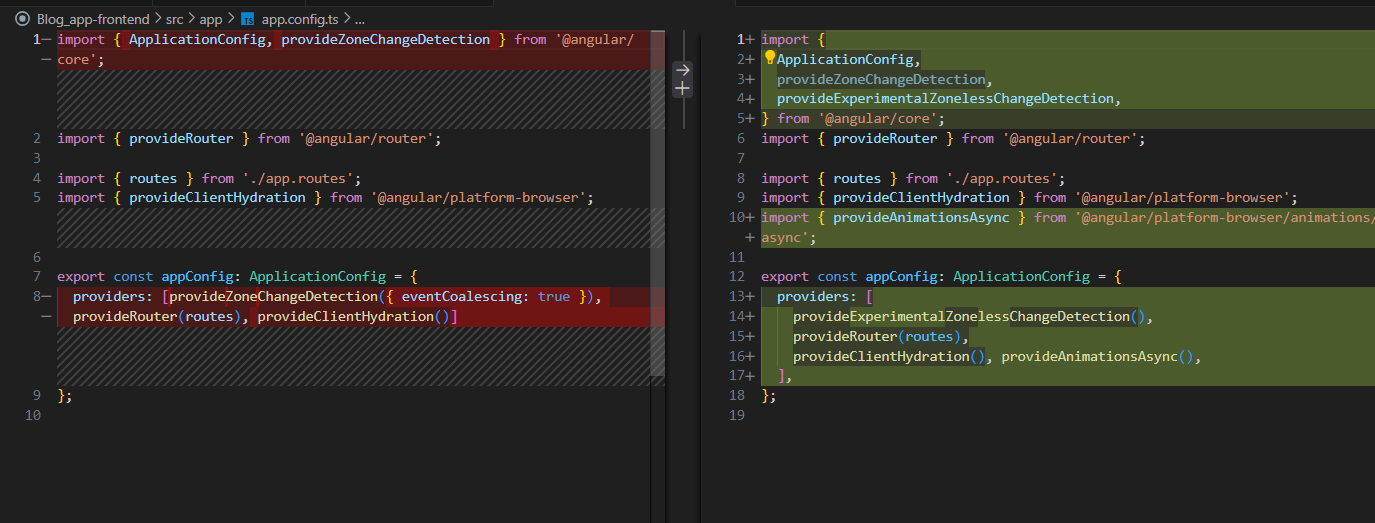 Blog_app-frontend > src > app > TS app.config.ts > ...
1− import { ApplicationConfig, provideZoneChangeDetection } from '@angular/
− core';
2 import { provideRouter } from '@angular/router';
3
4 import { routes } from './app.routes';
5 import { provideClientHydration } from '@angular/platform-browser';
6
7 export const appConfig: ApplicationConfig = {
8− providers: [provideZoneChangeDetection({ eventCoalescing: true }),
− provideRouter(routes), provideClientHydration()]
9 };
10
1+ import {
2+ ApplicationConfig,
3+ provideZoneChangeDetection,
4+ provideExperimentalZonelessChangeDetection,
5+ } from '@angular/core';
6 import { provideRouter } from '@angular/router';
7
8 import { routes } from './app.routes';
9 import { provideClientHydration } from '@angular/platform-browser';
10+ import { provideAnimationsAsync } from '@angular/platform-browser/animations/
+ async';
11
12 export const appConfig: ApplicationConfig = {
13+ providers: [
14+ provideExperimentalZonelessChangeDetection(),
15+ provideRouter(routes),
16+ provideClientHydration(), provideAnimationsAsync(),
17+ ],
18 };
19